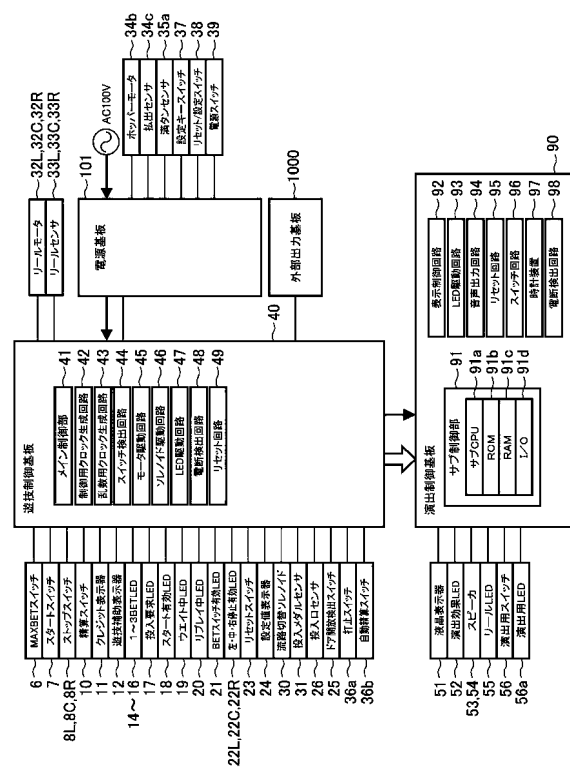 32L,32C,32R
33L,33C,33R
リールモータ
リールセンサ
AC100V
101
電源基板
ホッパーモータ
34b
払出センサ
34c
満タンセンサ
35a
設定キースイッチ
37
リセット/設定スイッチ
38
電源スイッチ
39
外部出力基板
1000
40
遊技制御基板
メイン制御部
41
制御用クロック生成回路
42
乱数用クロック生成回路
43
スイッチ検出回路
44
モータ駆動回路
45
ソレノイド駆動回路
46
LED駆動回路
47
電断検出回路
48
リセット回路
49
6
MAXBETスイッチ
7
スタートスイッチ
8L,8C,8R
ストップスイッチ
10
精算スイッチ
11
クレジット表示器
12
遊技補助表示器
14~16
1~3BETLED
17
投入要求LED
18
スタート有効LED
19
ウエイト中LED
20
リプレイ中LED
21
BETスイッチ有効LED
22L,22C,22R
左・中・右停止有効LED
23
リセットスイッチ
24
設定値表示器
30
流路切替ソレノイド
31
投入メダルセンサ
26
投入口センサ
25
ドア開放検出スイッチ
36a
打止スイッチ
36b
自動精算スイッチ
90
演出制御基板
91
サブ制御部
サブCPU
91a
ROM
91b
RAM
91c
I/O
91d
表示制御回路
92
LED駆動回路
93
音声出力回路
94
リセット回路
95
スイッチ回路
96
時計装置
97
電断検出回路
98
51
液晶表示器
52
演出効果LED
53,54
スピーカ
55
リールLED
56
演出用スイッチ
56a
演出用LED